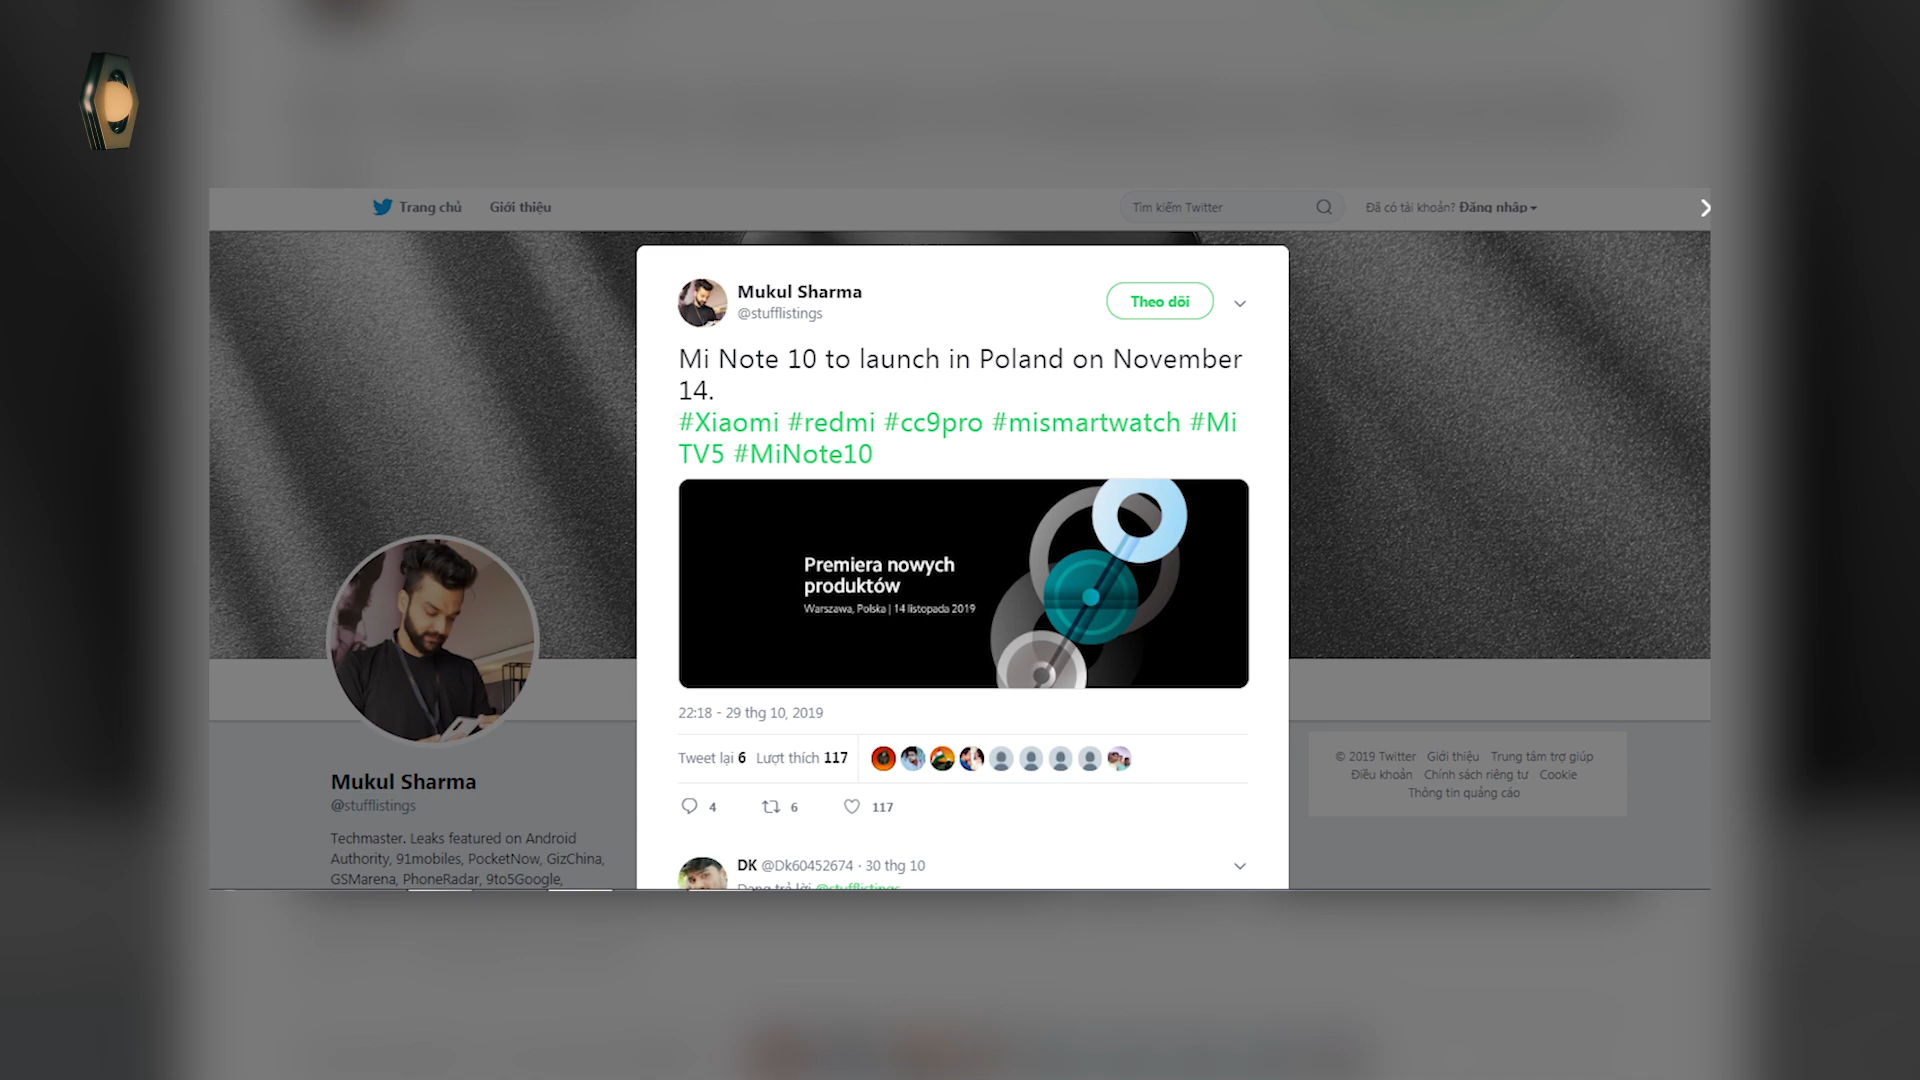 Trang chủ
Giới thiệu
Tìm kiếm Twitter
Đã có tài khoản? Đăng nhập
Mukul Sharma
@stufflistings
Theo dõi
Mi Note 10 to launch in Poland on November
14.
#Xiaomi #redmi #cc9pro #mismartwatch #Mi
TV5 #MiNote10
Premiera nowych
produktów
Warszawa, Polska | 14 listopada 2019
22:18 - 29 thg 10, 2019
Tweet lại 6 Lượt thích 117
4 6 117
DK @Dk60452674 · 30 thg 10
Đang trả lời @stufflistings
Mukul Sharma
@stufflistings
Techmaster. Leaks featured on Android
Authority, 91mobiles, PocketNow, GizChina,
GSMarena, PhoneRadar, 9to5Google,
© 2019 Twitter Giới thiệu Trung tâm trợ giúp
Điều khoản Chính sách riêng tư Cookie
Thông tin quảng cáo